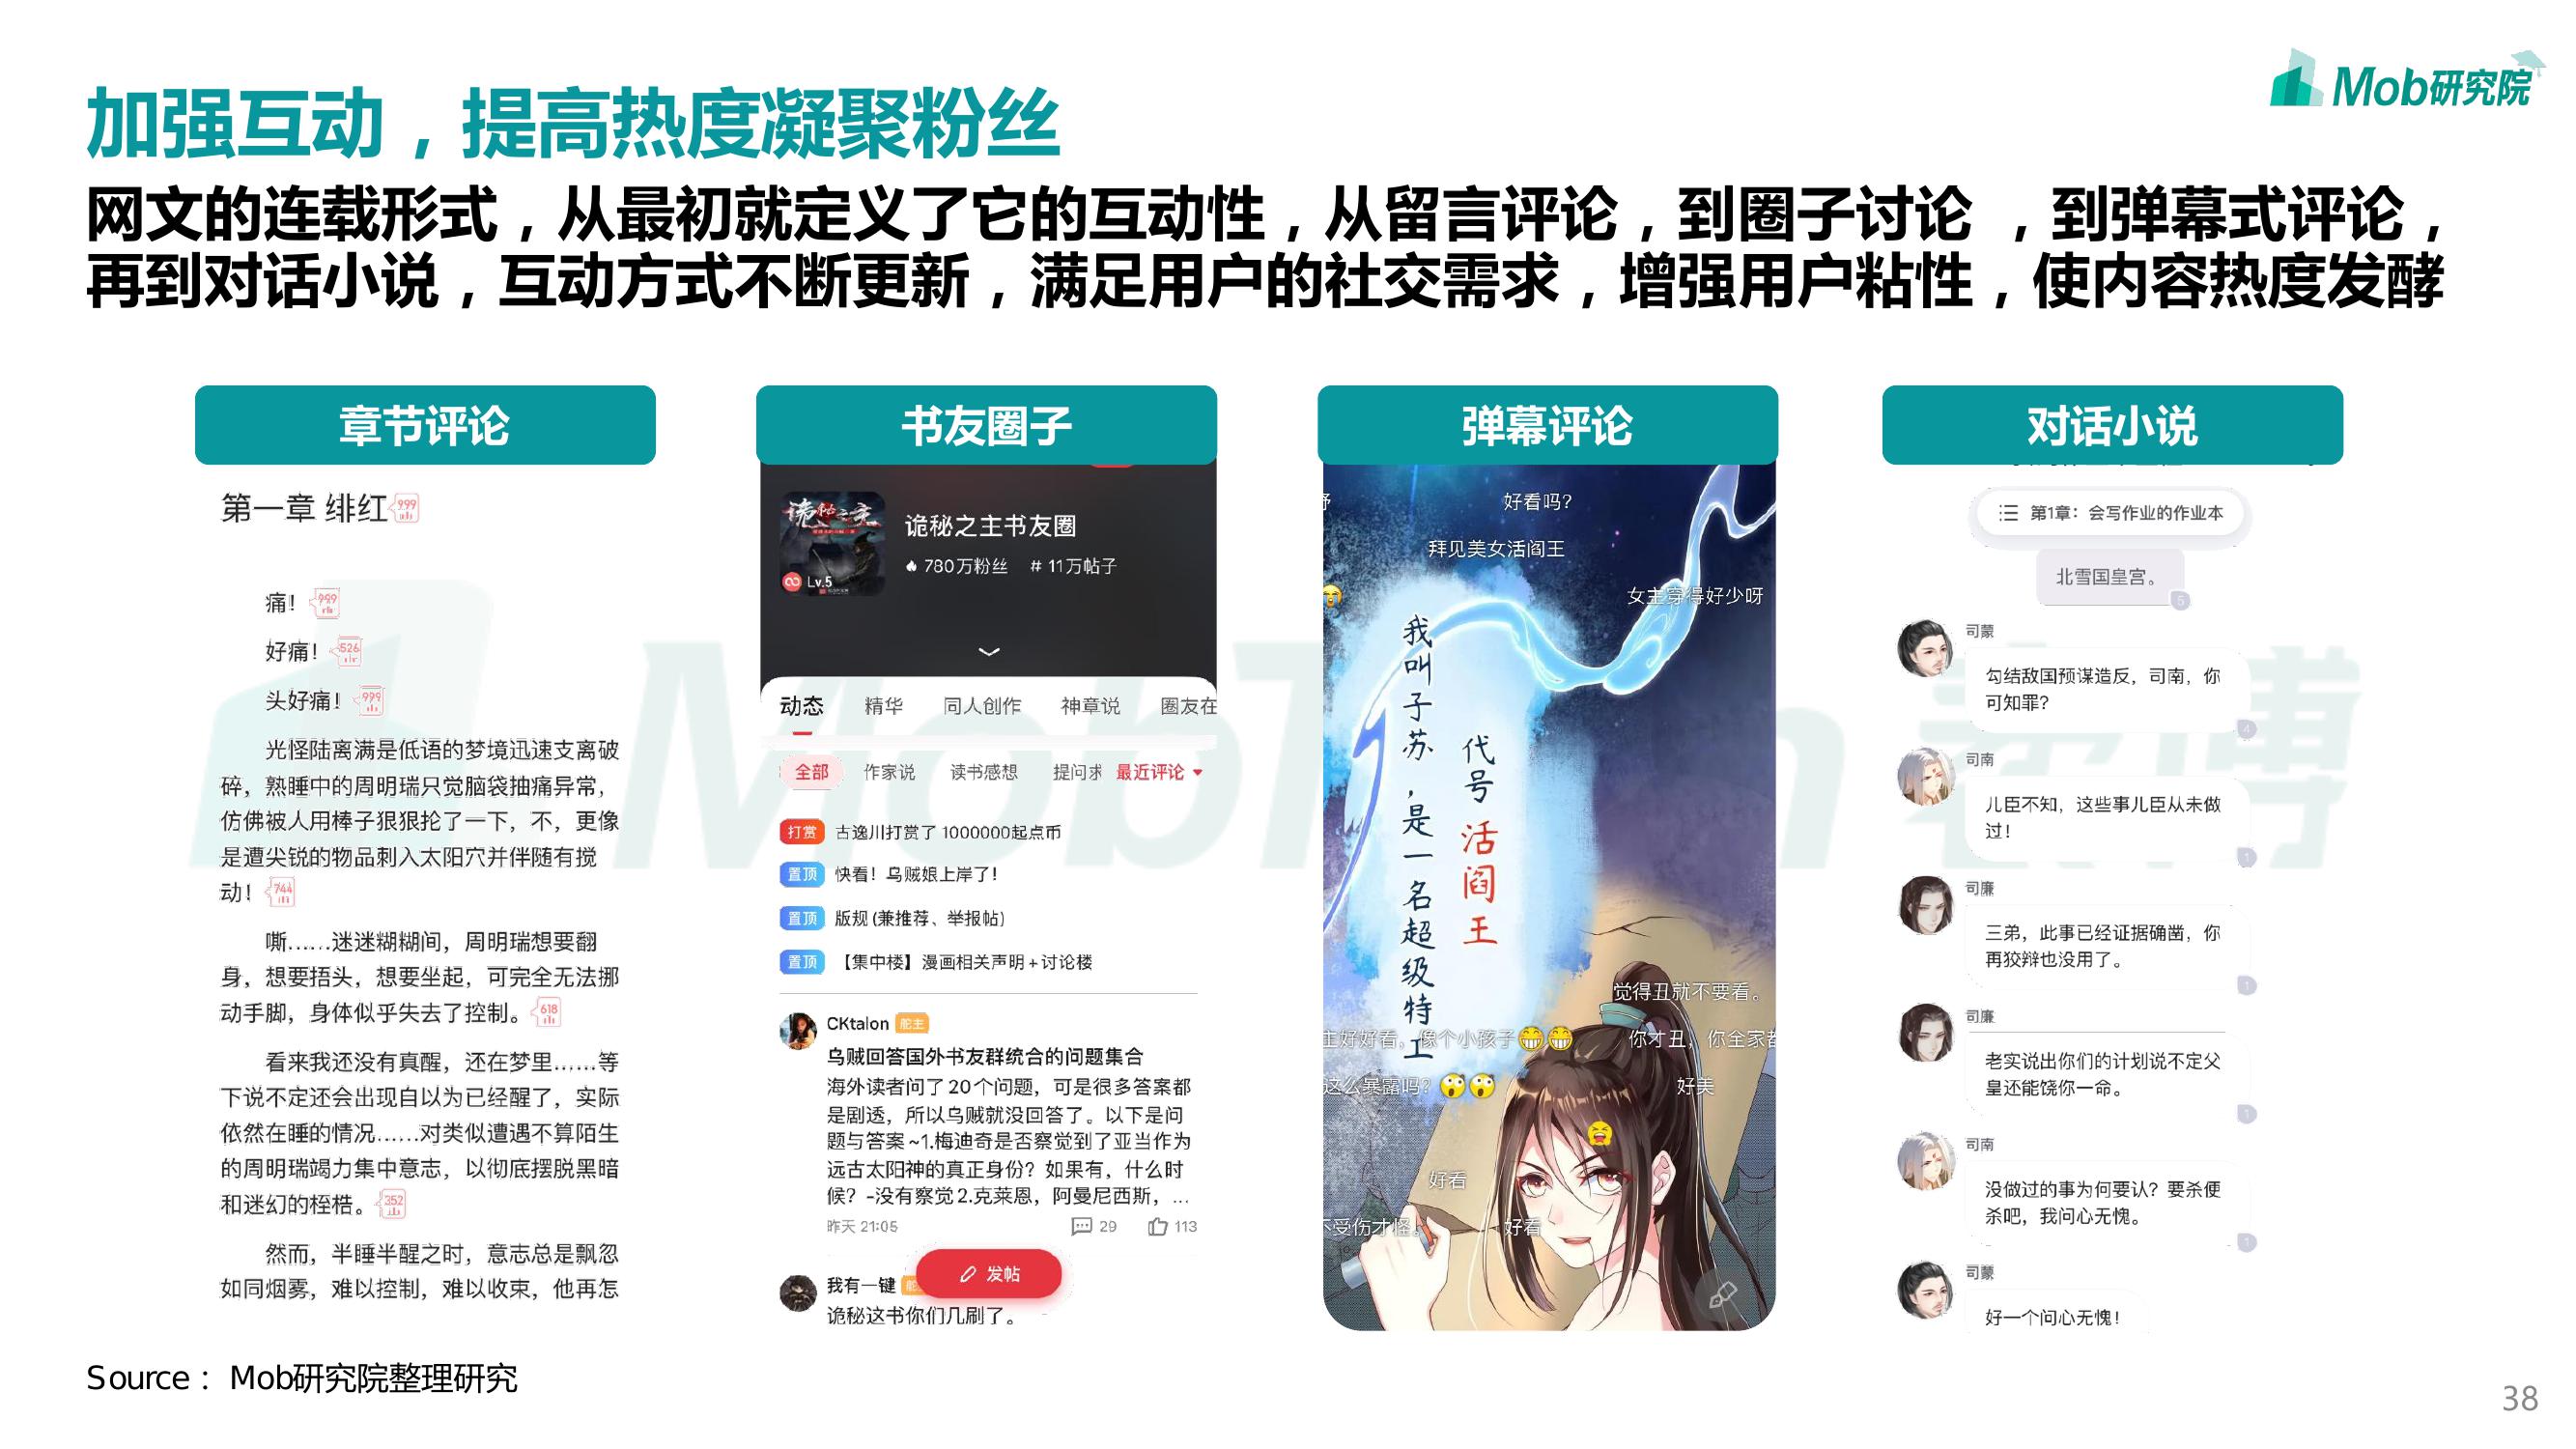 Mob研究院
加强互动，提高热度凝聚粉丝
网文的连载形式，从最初就定义了它的互动性，从留言评论，到圈子讨论 ，到弹幕式评论，
再到对话小说，互动方式不断更新，满足用户的社交需求，增强用户粘性，使内容热度发酵
章节评论
第一章 绯红 999
痛！ 999
好痛！ 526
头好痛！ 999
光怪陆离满是低语的梦境迅速支离破
碎，熟睡中的周明瑞只觉脑袋抽痛异常，
仿佛被人用棒子狠狠抡了一下，不，更像
是遭尖锐的物品刺入太阳穴并伴随有搅
动！ 744
嘶……迷迷糊糊间，周明瑞想要翻
身，想要捂头，想要坐起，可完全无法挪
动手脚，身体似乎失去了控制。 618
看来我还没有真醒，还在梦里……等
下说不定还会出现自以为已经醒了，实际
依然在睡的情况……对类似遭遇不算陌生
的周明瑞竭力集中意志，以彻底摆脱黑暗
和迷幻的桎梏。 352
然而，半睡半醒之时，意志总是飘忽
如同烟雾，难以控制，难以收束，他再怎
书友圈子
诡秘之主
Lv.5
诡秘之主书友圈
780万粉丝 # 11万帖子
动态 精华 同人创作 神章说 圈友在
全部 作家说 读书感想 提问求 最近评论
打赏 古逸川打赏了 1000000起点币
置顶 快看！乌贼娘上岸了！
置顶 版规 (兼推荐、举报帖)
置顶 【集中楼】漫画相关声明+讨论楼
CKtalon 舵主
乌贼回答国外书友群统合的问题集合
海外读者问了20个问题，可是很多答案都
是剧透，所以乌贼就没回答了。以下是问
题与答案~1.梅迪奇是否察觉到了亚当作为
远古太阳神的真正身份？如果有，什么时
候？-没有察觉2.克莱恩，阿曼尼西斯，...
昨天 21:05 29 113
我有一键
发帖
诡秘这书你们几刷了。
弹幕评论
好看吗？
拜见美女活阎王
女主穿得好少呀
我叫子苏，是一名超级特工
代号活阎王
觉得丑就不要看。
主好好看，像个小孩子
你才丑，你全家都
这么暴露吗？
好美
好看
不受伤才怪。
好看
对话小说
第1章：会写作业的作业本
北雪国皇宫。
5
司蒙
勾结敌国预谋造反，司南，你
可知罪？
4
司南
儿臣不知，这些事儿臣从未做
过！
1
司廉
三弟，此事已经证据确凿，你
再狡辩也没用了。
1
司廉
老实说出你们的计划说不定父
皇还能饶你一命。
1
司南
没做过的事为何要认？要杀便
杀吧，我问心无愧。
1
司蒙
好一个问心无愧！
Source： Mob研究院整理研究
38